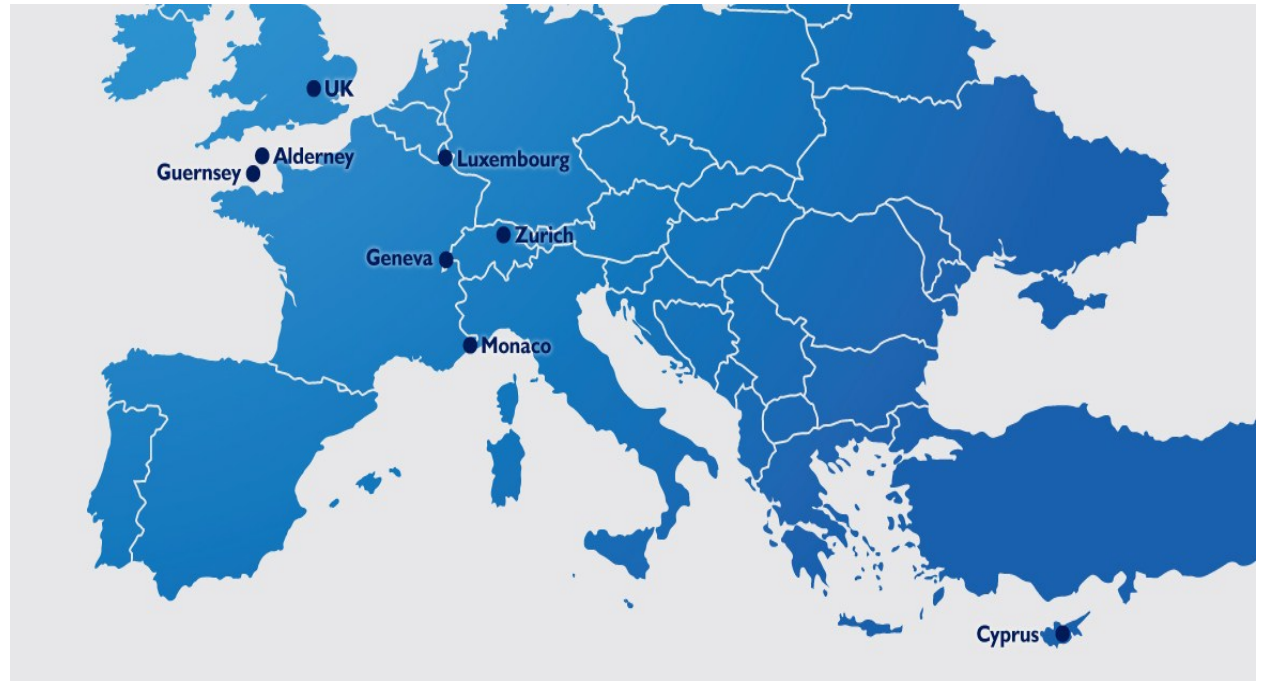 UK
Alderney
Guernsey
Luxembourg
Zurich
Geneva
Monaco
Cyprus